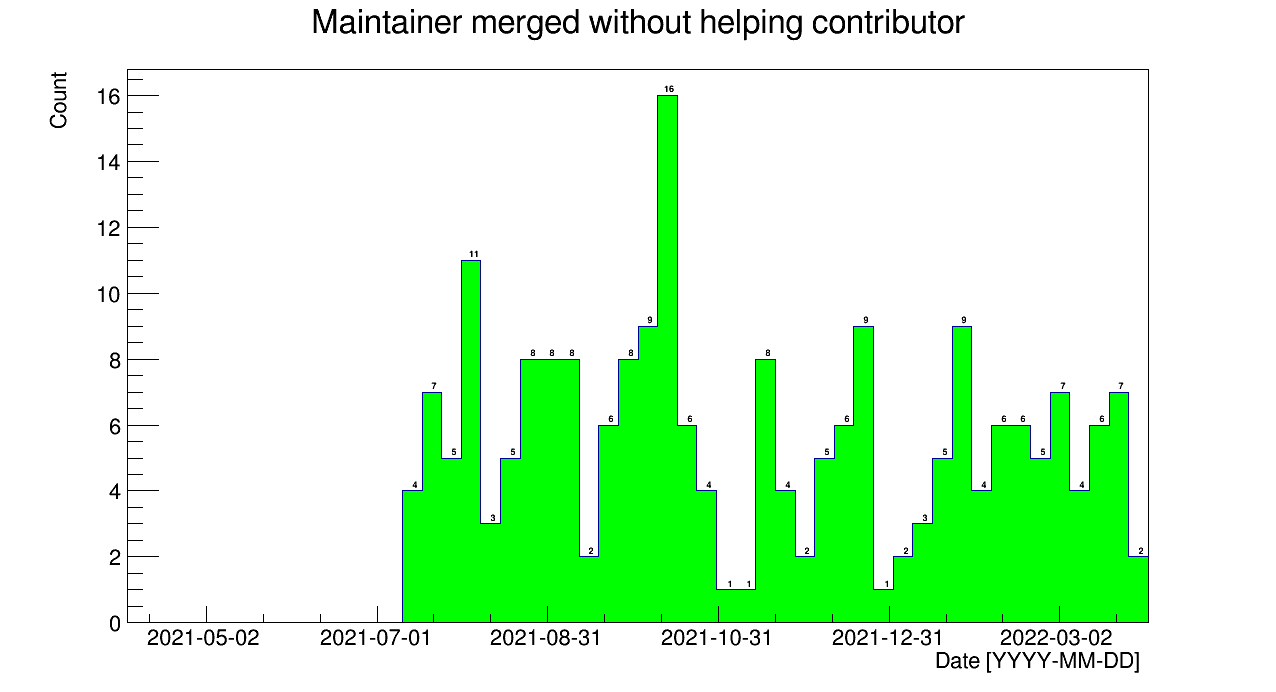 Maintainer merged without helping contributor
Count
16
14
12
10
8
6
4
2
0
4 7 5 11 3 5 8 8 8 2 6 8 9 16 6 4 1 1 8 4 2 5 6 9 1 2 3 5 9 4 6 6 5 7 4 6 7 2
2021-05-02 2021-07-01 2021-08-31 2021-10-31 2021-12-31 2022-03-02
Date [YYYY-MM-DD]